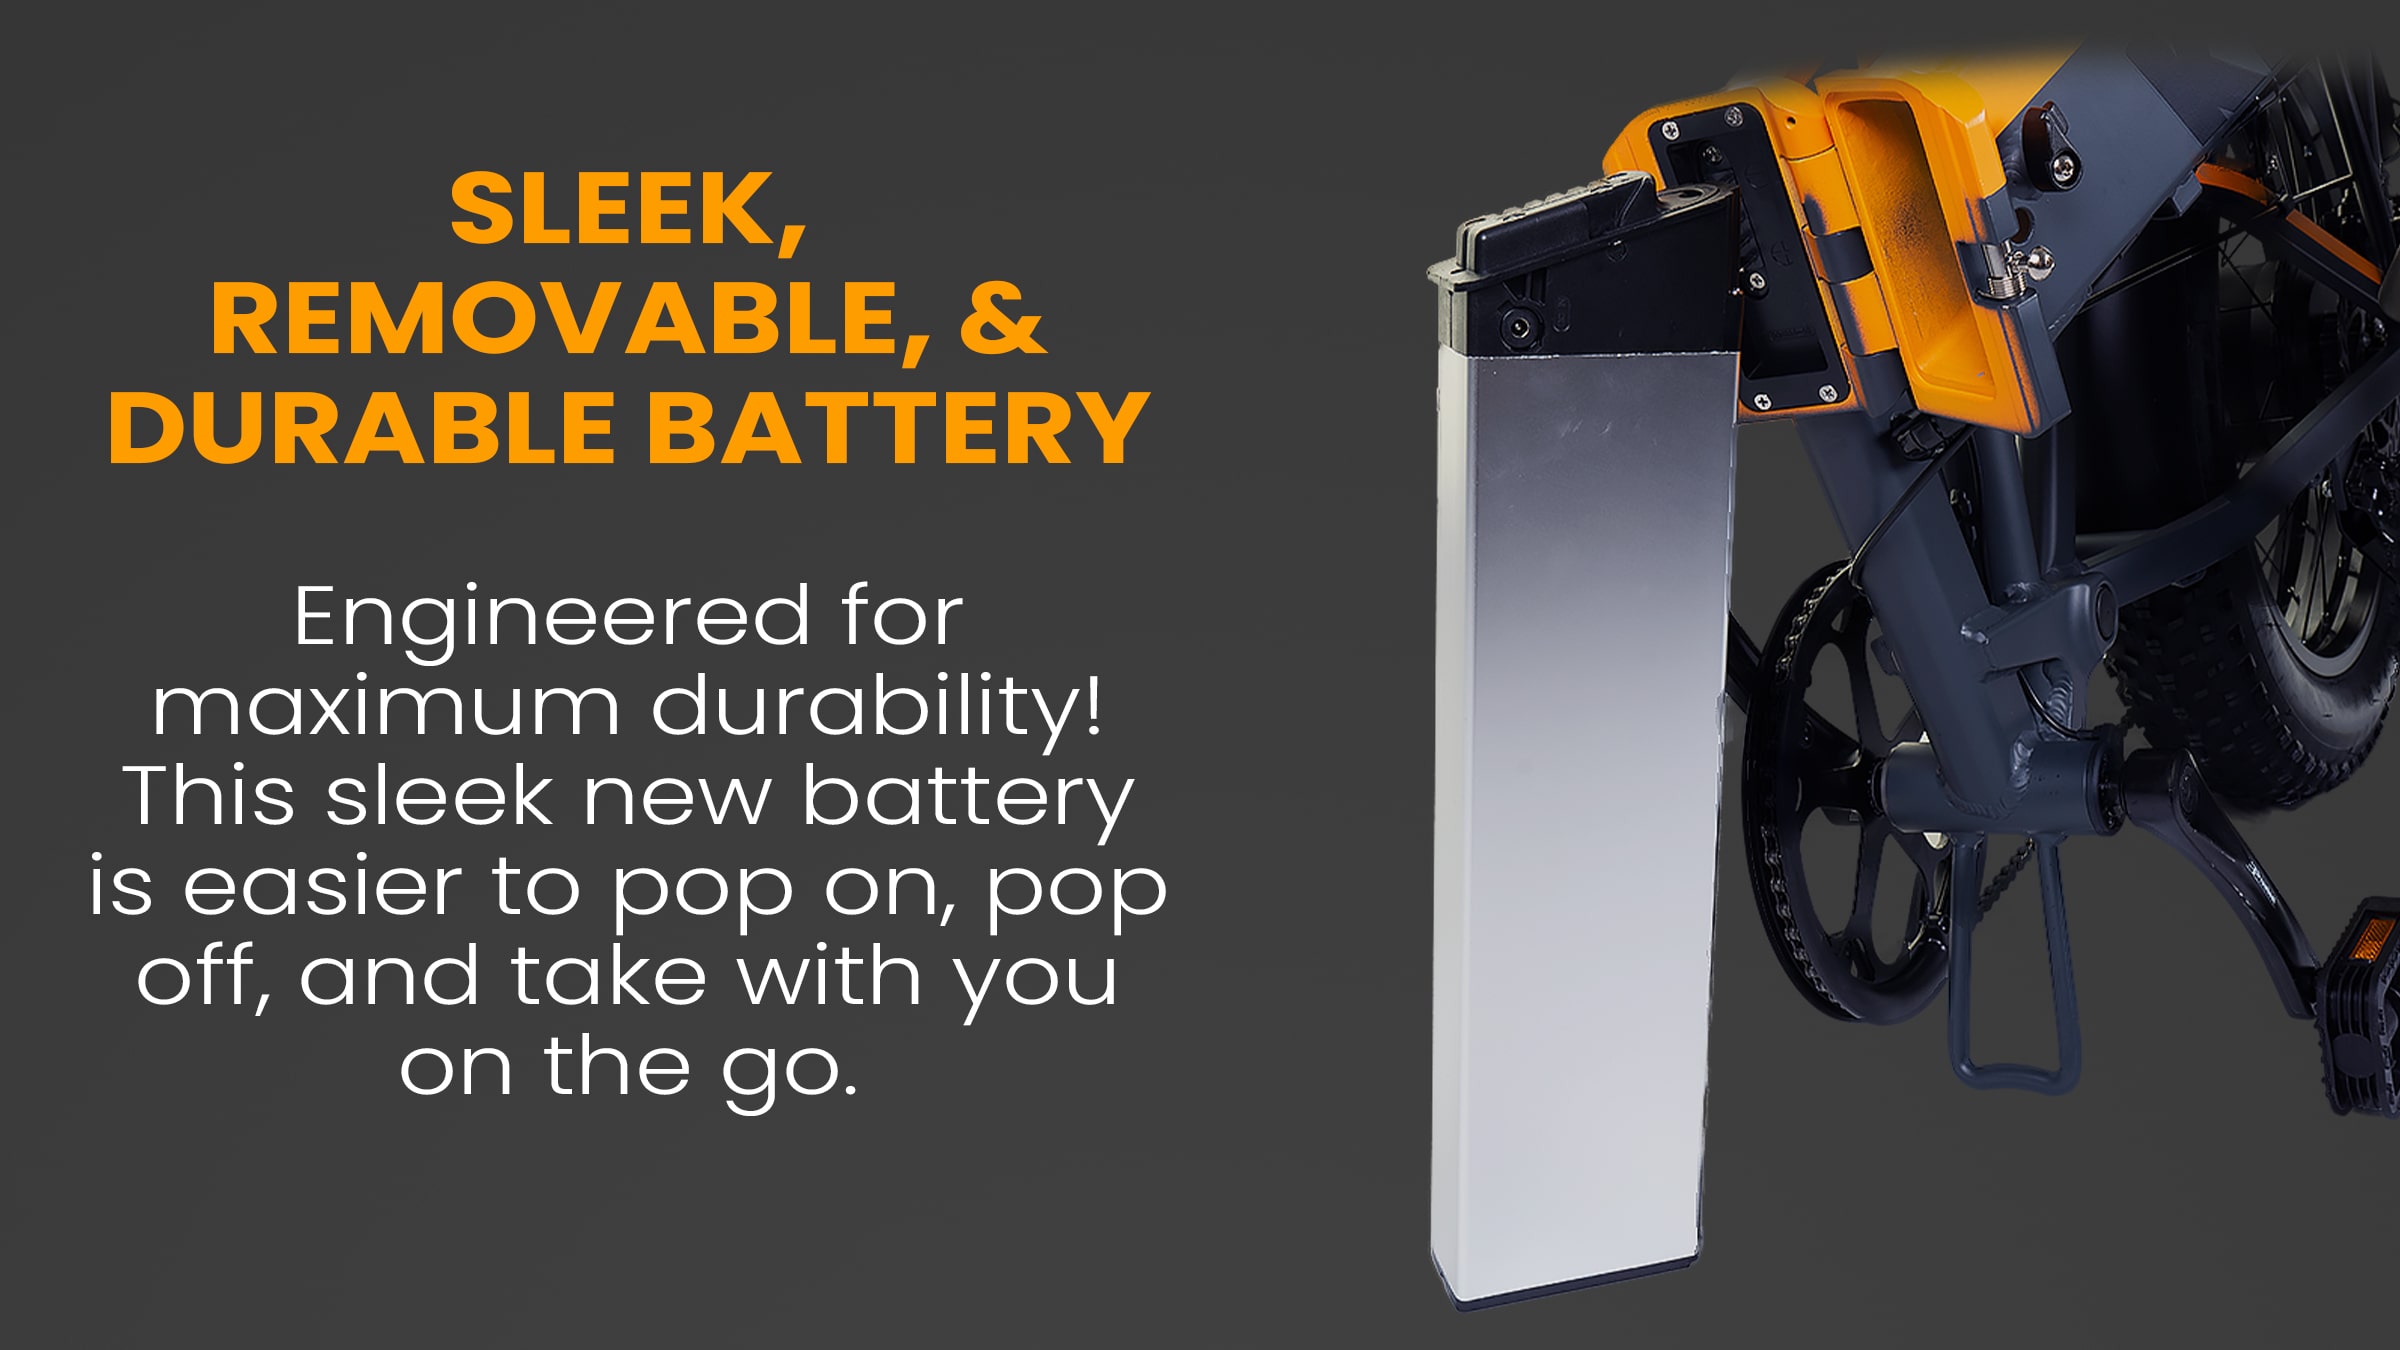 SLEEK,
REMOVABLE, &
DURABLE BATTERY
Engineered for
maximum durability!
This sleek new battery
is easier to pop on, pop
off, and take with you
on the go.